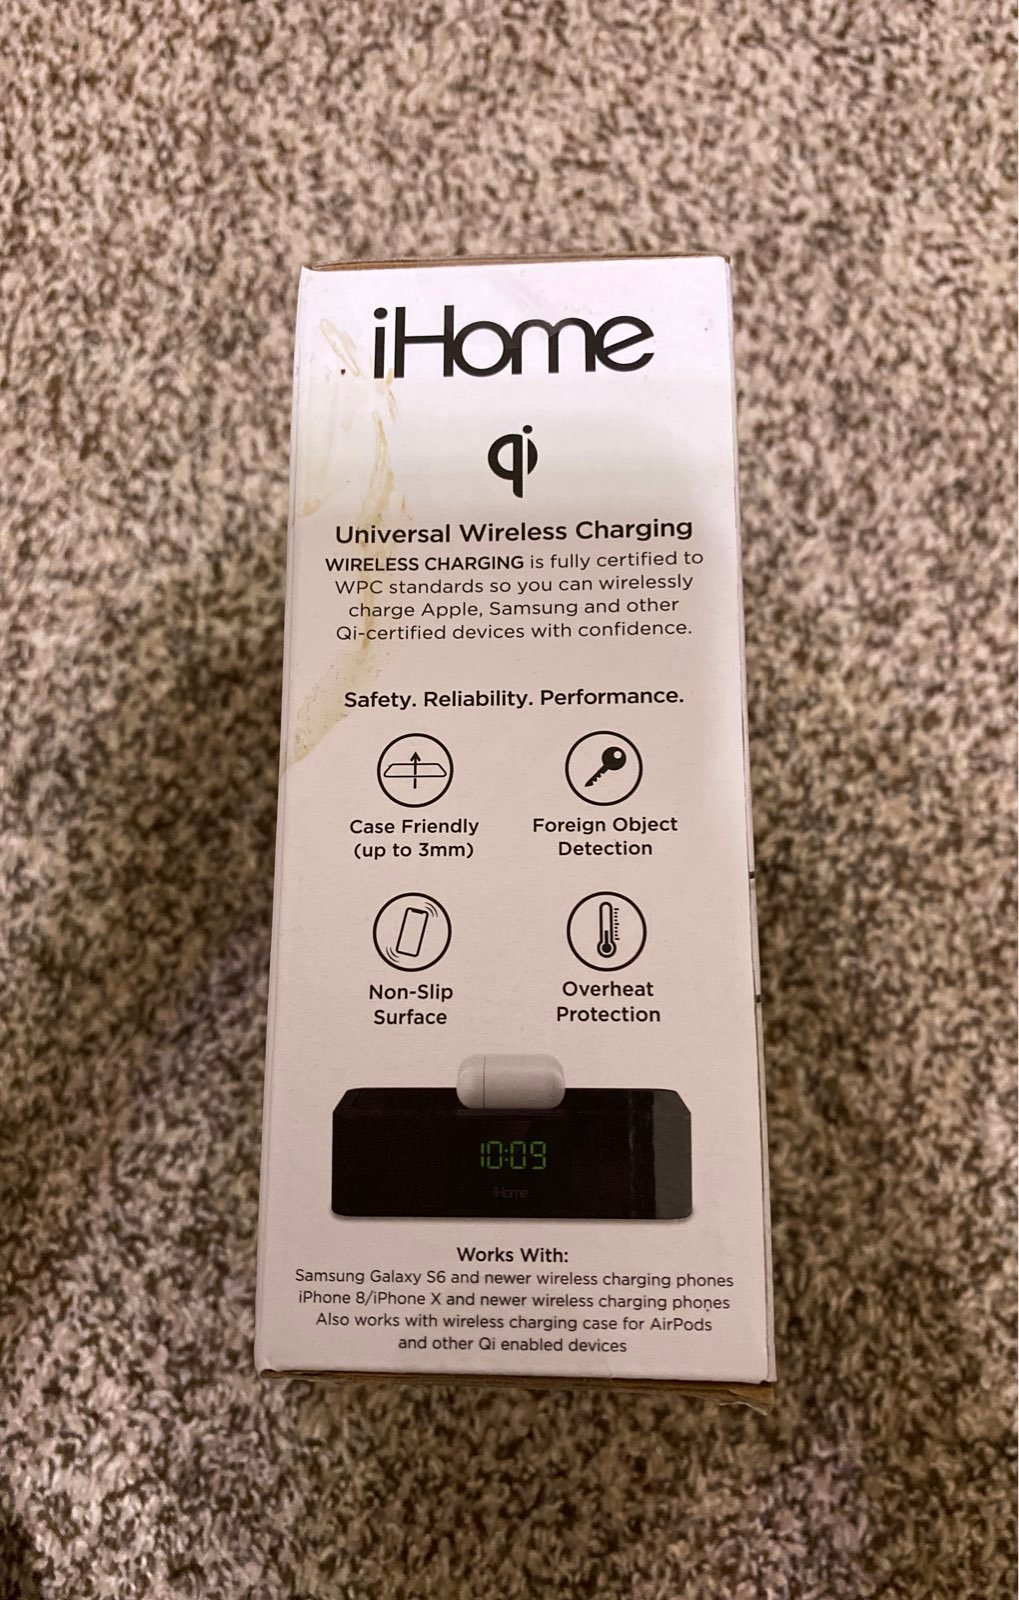 iHome
qi
Universal Wireless Charging
WIRELESS CHARGING is fully certified to
WPC standards so you can wirelessly
charge Apple, Samsung and other
Qi-certified devices with confidence.
Safety. Reliability. Performance.
Case Friendly
(up to 3mm)
Foreign Object
Detection
Non-Slip
Surface
Overheat
Protection
10:09
iHome
Works With:
Samsung Galaxy S6 and newer wireless charging phones
iPhone 8/iPhone X and newer wireless charging phones
Also works with wireless charging case for AirPods
and other Qi enabled devices